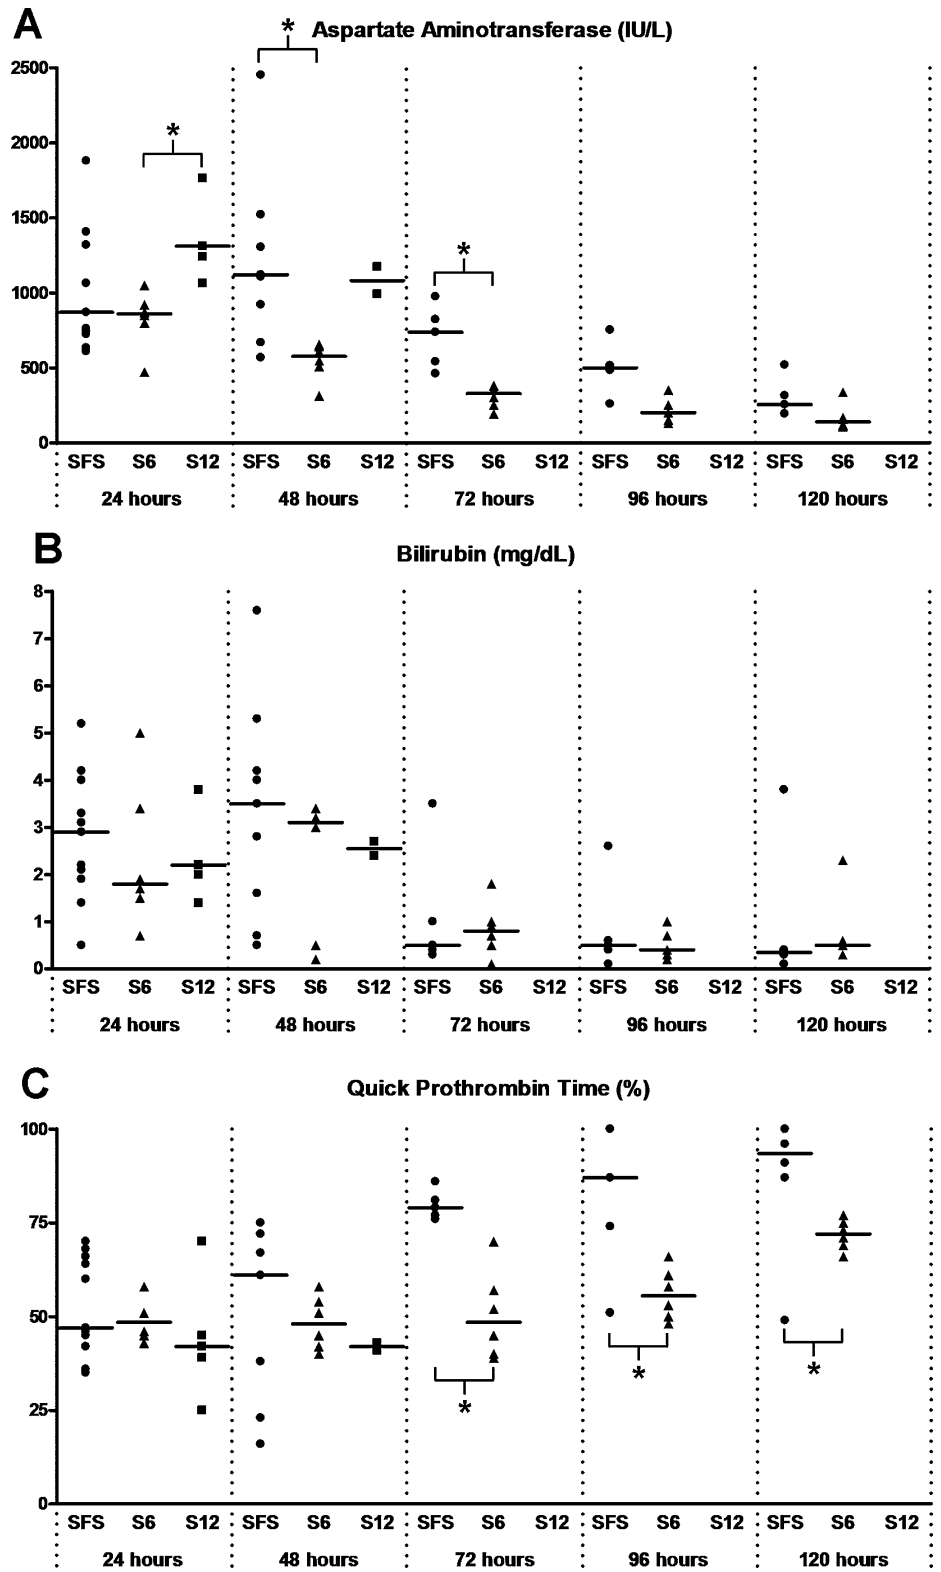 A
* Aspartate Aminotransferase (IU/L)
2500
2000
*
1500
*
1000
500
0
SFS S6 S12 SFS S6 S12 SFS S6 S12 SFS S6 S12 SFS S6 S12
24 hours 48 hours 72 hours 96 hours 120 hours
B
Bilirubin (mg/dL)
8
7
6
5
4
3
2
1
0
SFS S6 S12 SFS S6 S12 SFS S6 S12 SFS S6 S12 SFS S6 S12
24 hours 48 hours 72 hours 96 hours 120 hours
C
Quick Prothrombin Time (%)
100
75
50
* *
*
25
0
SFS S6 S12 SFS S6 S12 SFS S6 S12 SFS S6 S12 SFS S6 S12
24 hours 48 hours 72 hours 96 hours 120 hours